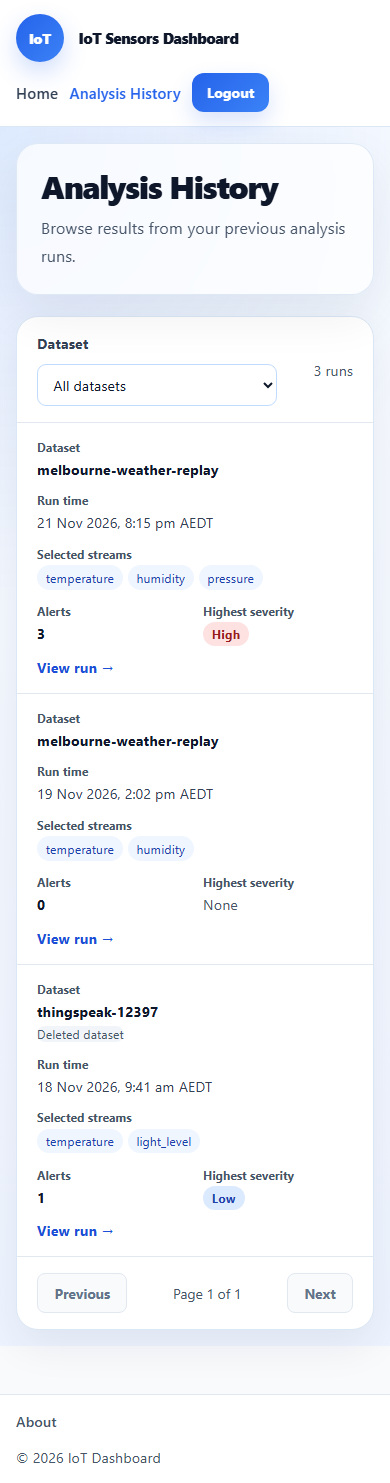 IoT
IoT Sensors Dashboard
Home Analysis History Logout
Analysis History
Browse results from your previous analysis
runs.
Dataset
All datasets
3 runs
Dataset
melbourne-weather-replay
Run time
21 Nov 2026, 8:15 pm AEDT
Selected streams
temperature humidity pressure
Alerts Highest severity
3 High
View run →
Dataset
melbourne-weather-replay
Run time
19 Nov 2026, 2:02 pm AEDT
Selected streams
temperature humidity
Alerts Highest severity
0 None
View run →
Dataset
thingspeak-12397
Deleted dataset
Run time
18 Nov 2026, 9:41 am AEDT
Selected streams
temperature light_level
Alerts Highest severity
1 Low
View run →
Previous Page 1 of 1 Next
About
© 2026 IoT Dashboard